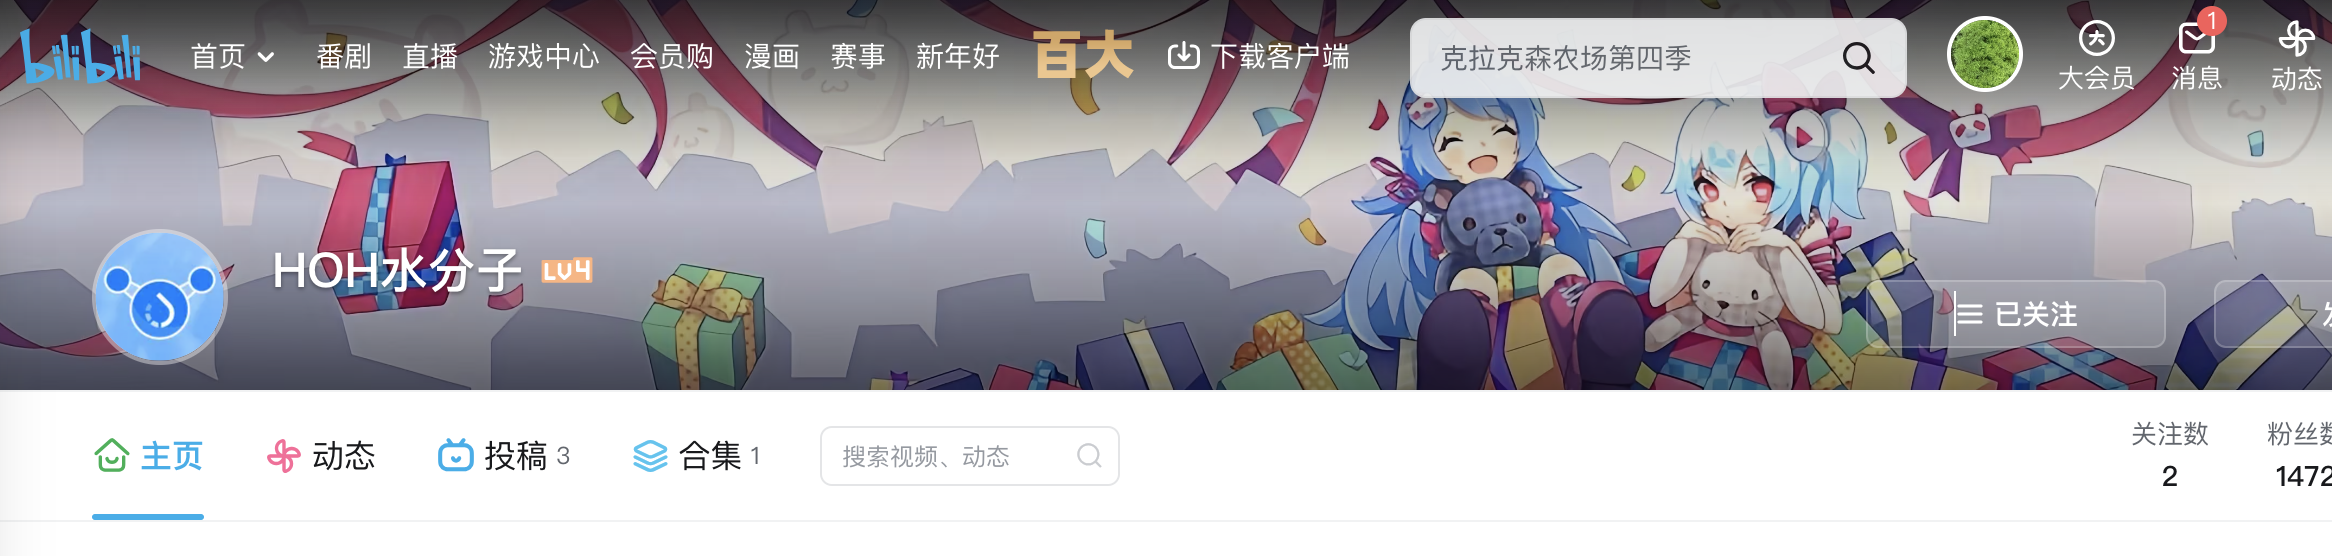 bilibili 首页 番剧 直播 游戏中心 会员购 漫画 赛事 新年好 百大 下载客户端 克拉克森农场第四季 大会员 消息 1 动态
HOH水分子 LV4
已关注
主页 动态 投稿 3 合集 1 搜索视频、动态 关注数 粉丝数
2 1472